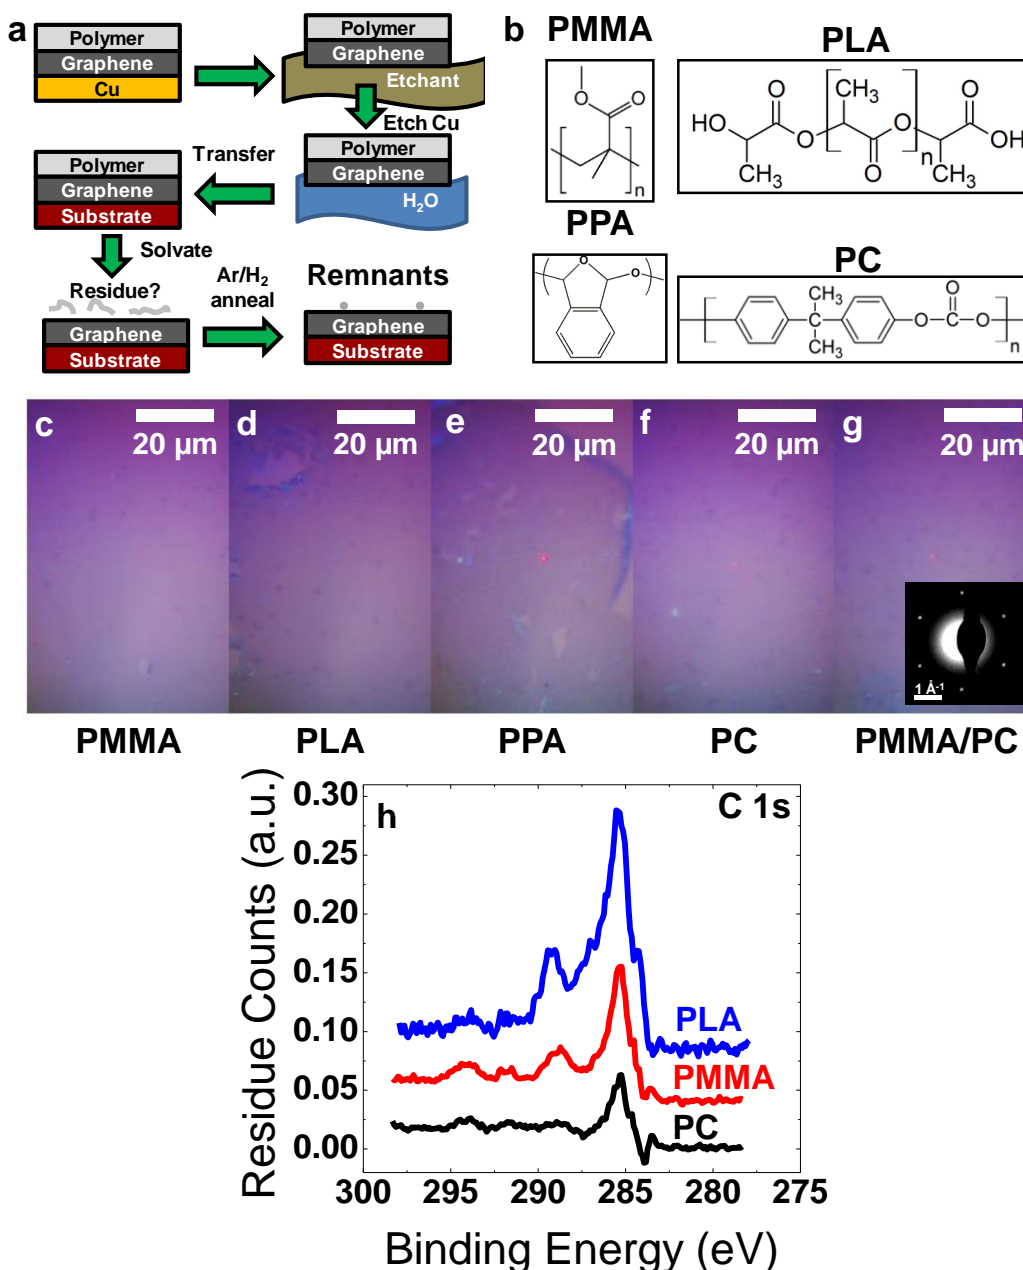 a
Polymer
Graphene
Cu
Polymer
Graphene
Etchant
Etch Cu
Polymer
Graphene
H₂O
Transfer
Polymer
Graphene
Substrate
Solvate
Residue?
Graphene
Substrate
Ar/H₂
anneal
Remnants
Graphene
Substrate
b
PMMA
O
O
n
PLA
HO
CH₃
O
O
CH₃
O
O
n
O
CH₃
OH
PPA
O
O
n
PC
CH₃
C
CH₃
O
O
C
O
n
c
20 µm
d
20 µm
e
20 µm
f
20 µm
g
20 µm
1 Å⁻¹
PMMA
PLA
PPA
PC
PMMA/PC
h
C 1s
Residue Counts (a.u.)
0.30
0.25
0.20
0.15
0.10
0.05
0.00
PLA
PMMA
PC
300
295
290
285
280
275
Binding Energy (eV)